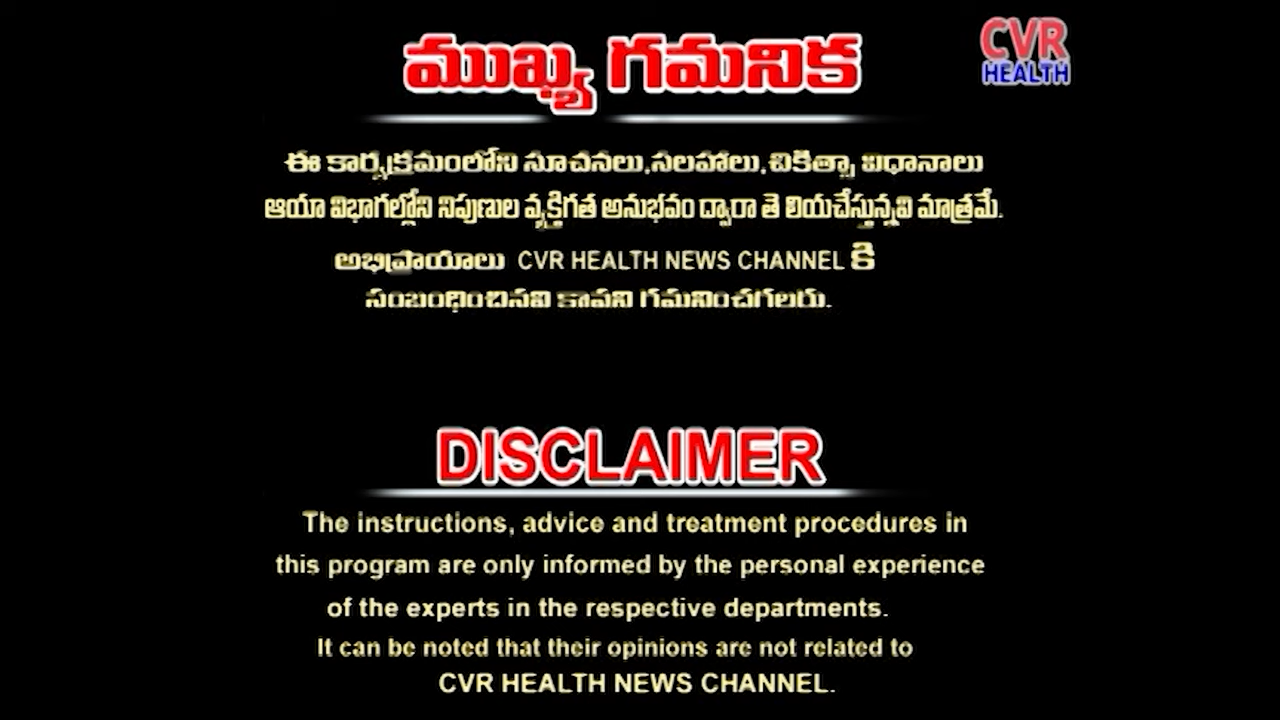 ముఖ్య గమనిక
CVR
HEALTH
ఈ కార్యక్రమంలోని సూచనలు,సలహాలు,చికిత్సా విధానాలు
ఆయా విభాగల్లోని నిపుణుల వ్యక్తిగత అనుభవం ద్వారా తె లియచేస్తున్నవి మాత్రమే.
అభిప్రాయాలు CVR HEALTH NEWS CHANNEL కి
సంబంధించినవి కావని గమనించగలరు.
DISCLAIMER
The instructions, advice and treatment procedures in
this program are only informed by the personal experience
of the experts in the respective departments.
It can be noted that their opinions are not related to
CVR HEALTH NEWS CHANNEL.